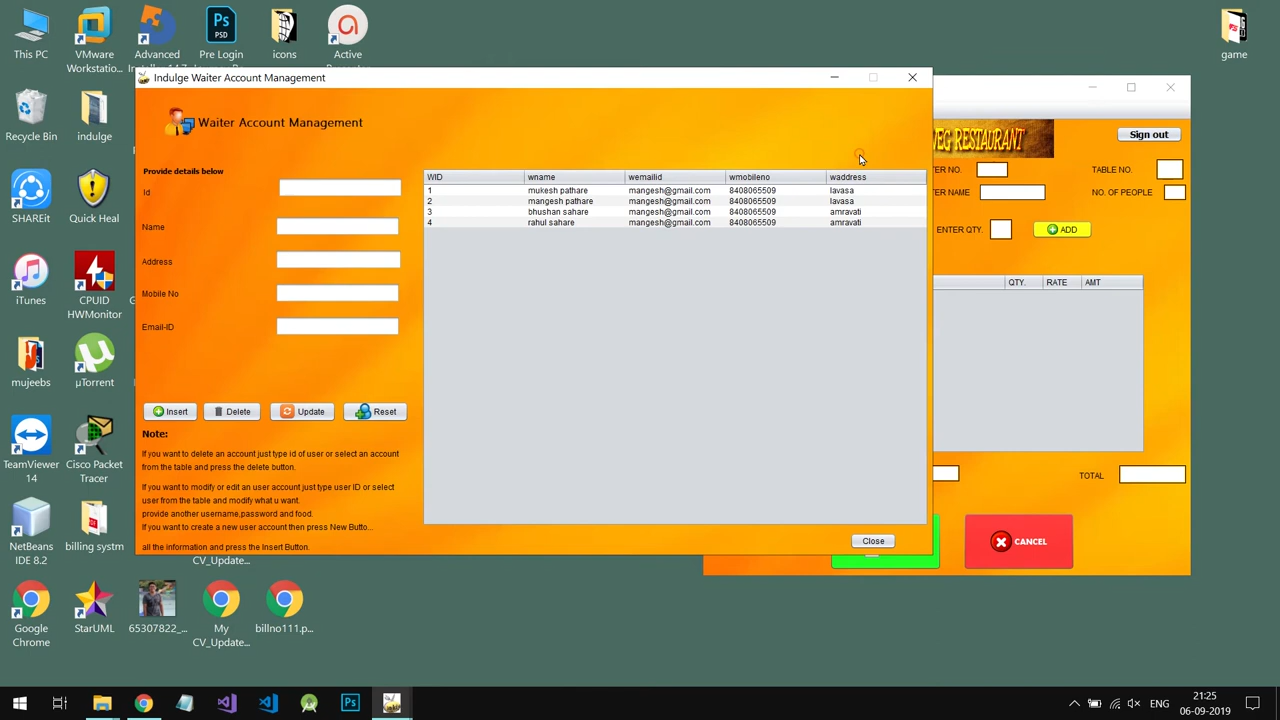 This PC
VMware
Workstatio...
Advanced
Pre Login
icons
Active
game
Recycle Bin
indulge
SHAREit
Quick Heal
iTunes
CPUID
HWMonitor
mujeebs
µTorrent
TeamViewer
14
Cisco Packet
Tracer
NetBeans
IDE 8.2
billing systm
CV_Update...
Google
Chrome
StarUML
65307822_...
My
CV_Update...
billno111.p...
Indulge Waiter Account Management
Waiter Account Management
Provide details below
Id
Name
Address
Mobile No
Email-ID
Insert
Delete
Update
Reset
Note:
If you want to delete an account just type id of user or select an account
from the table and press the delete button.
If you want to modify or edit an user account just type user ID or select
user from the table and modify what u want.
provide another username,password and food.
If you want to create a new user account then press New Butto...
all the information and press the Insert Button.
WID wname wemailid wmobileno waddress
1 mukesh pathare mangesh@gmail.com 8408065509 lavasa
2 mangesh pathare mangesh@gmail.com 8408065509 lavasa
3 bhushan sahare mangesh@gmail.com 8408065509 amravati
4 rahul sahare mangesh@gmail.com 8408065509 amravati
Close
RESTAURANT
Sign out
TABLE NO.
NAME
NO. OF PEOPLE
ENTER QTY.
ADD
QTY. RATE AMT
TOTAL
CANCEL
Ps
ENG
21:25
06-09-2019